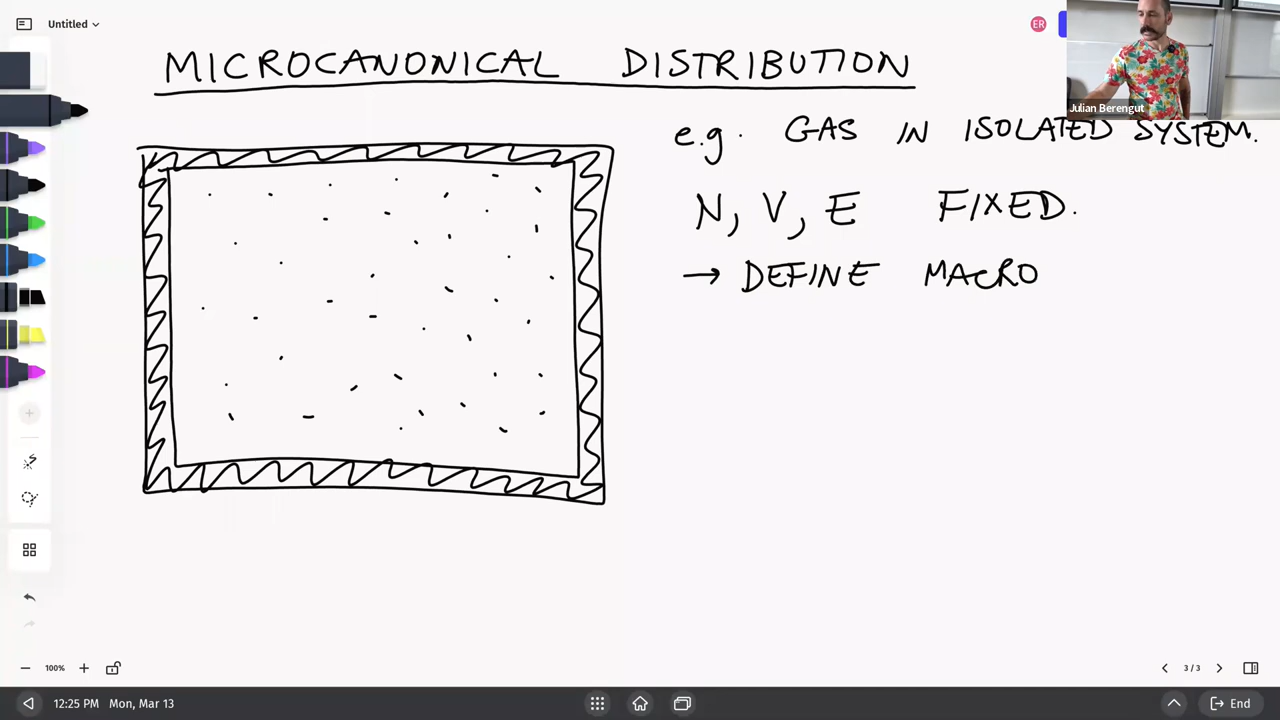 Untitled
ER
MICROCANONICAL DISTRIBUTION
Julian Berengut
e.g. GAS IN ISOLATED SYSTEM.
N, V, E FIXED.
→ DEFINE MACRO
100%
3/3
12:25 PM Mon, Mar 13
End